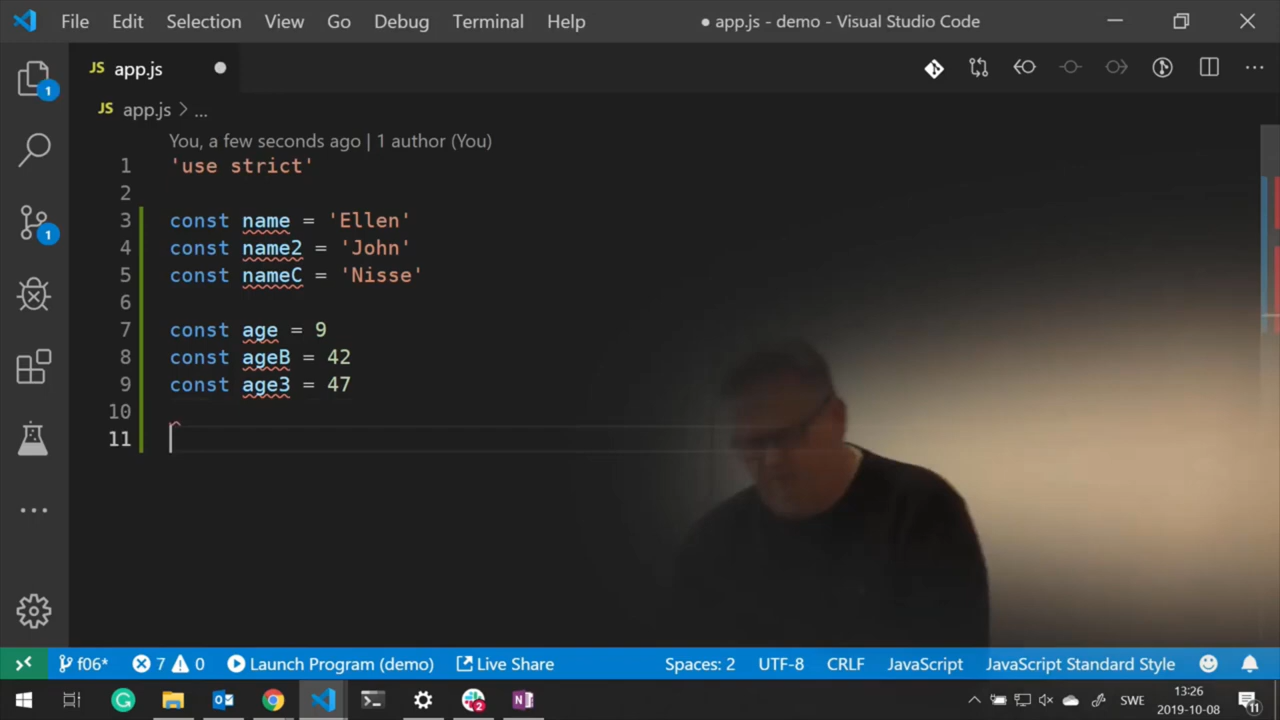 File Edit Selection View Go Debug Terminal Help ● app.js - demo - Visual Studio Code
JS app.js
JS app.js > ...
You, a few seconds ago | 1 author (You)
1 'use strict'
2
3 const name = 'Ellen'
4 const name2 = 'John'
5 const nameC = 'Nisse'
6
7 const age = 9
8 const ageB = 42
9 const age3 = 47
10
11
1
1
f06* 7 0 Launch Program (demo) Live Share Spaces: 2 UTF-8 CRLF JavaScript JavaScript Standard Style
2 SWE 13:26 11
2019-10-08